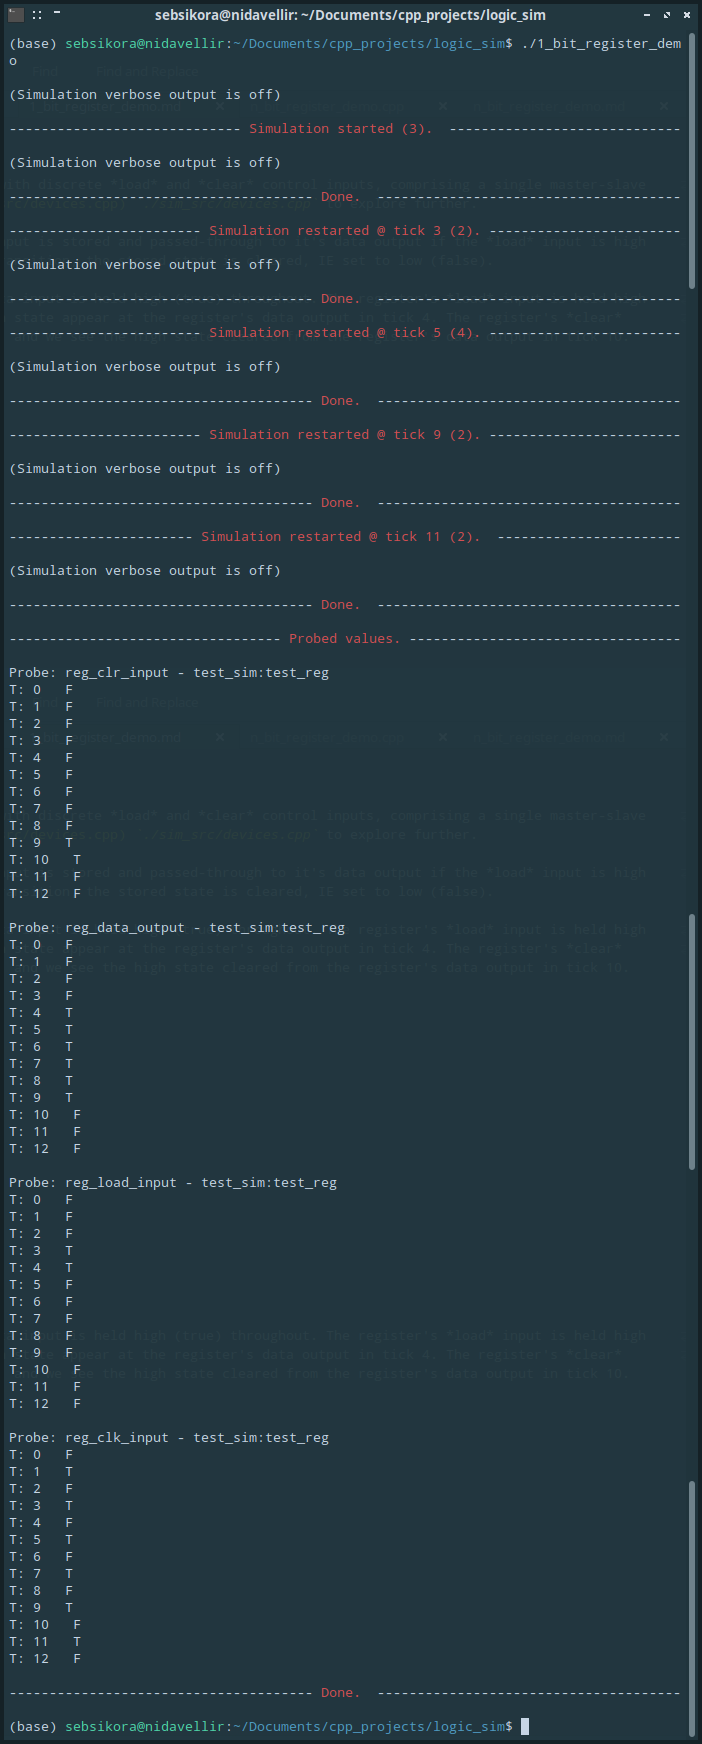 sebsikora@nidavellir: ~/Documents/cpp_projects/logic_sim
(base) sebsikora@nidavellir:~/Documents/cpp_projects/logic_sim$ ./1_bit_register_dem
o
(Simulation verbose output is off)
----------------------------- Simulation started (3).  -----------------------------
(Simulation verbose output is off)
-------------------------------------- Done.  --------------------------------------
------------------------ Simulation restarted @ tick 3 (2). ------------------------
(Simulation verbose output is off)
-------------------------------------- Done.  --------------------------------------
------------------------ Simulation restarted @ tick 5 (4). ------------------------
(Simulation verbose output is off)
-------------------------------------- Done.  --------------------------------------
------------------------ Simulation restarted @ tick 9 (2). ------------------------
(Simulation verbose output is off)
-------------------------------------- Done.  --------------------------------------
----------------------- Simulation restarted @ tick 11 (2).  -----------------------
(Simulation verbose output is off)
-------------------------------------- Done.  --------------------------------------
---------------------------------- Probed values. ----------------------------------
Probe: reg_clr_input - test_sim:test_reg
T: 0   F
T: 1   F
T: 2   F
T: 3   F
T: 4   F
T: 5   F
T: 6   F
T: 7   F
T: 8   F
T: 9   T
T: 10   T
T: 11   F
T: 12   F
Probe: reg_data_output - test_sim:test_reg
T: 0   F
T: 1   F
T: 2   F
T: 3   F
T: 4   T
T: 5   T
T: 6   T
T: 7   T
T: 8   T
T: 9   T
T: 10   F
T: 11   F
T: 12   F
Probe: reg_load_input - test_sim:test_reg
T: 0   F
T: 1   F
T: 2   F
T: 3   T
T: 4   T
T: 5   F
T: 6   F
T: 7   F
T: 8   F
T: 9   F
T: 10   F
T: 11   F
T: 12   F
Probe: reg_clk_input - test_sim:test_reg
T: 0   F
T: 1   T
T: 2   F
T: 3   T
T: 4   F
T: 5   T
T: 6   F
T: 7   T
T: 8   F
T: 9   T
T: 10   F
T: 11   T
T: 12   F
-------------------------------------- Done.  --------------------------------------
(base) sebsikora@nidavellir:~/Documents/cpp_projects/logic_sim$